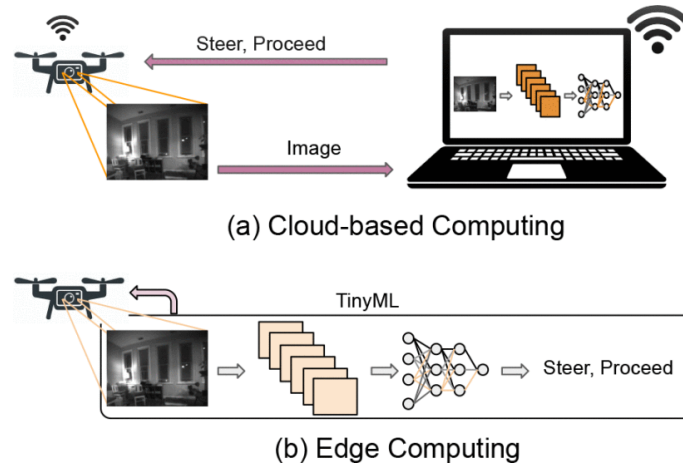 Steer, Proceed
Image
(a) Cloud-based Computing
TinyML
Steer, Proceed
(b) Edge Computing